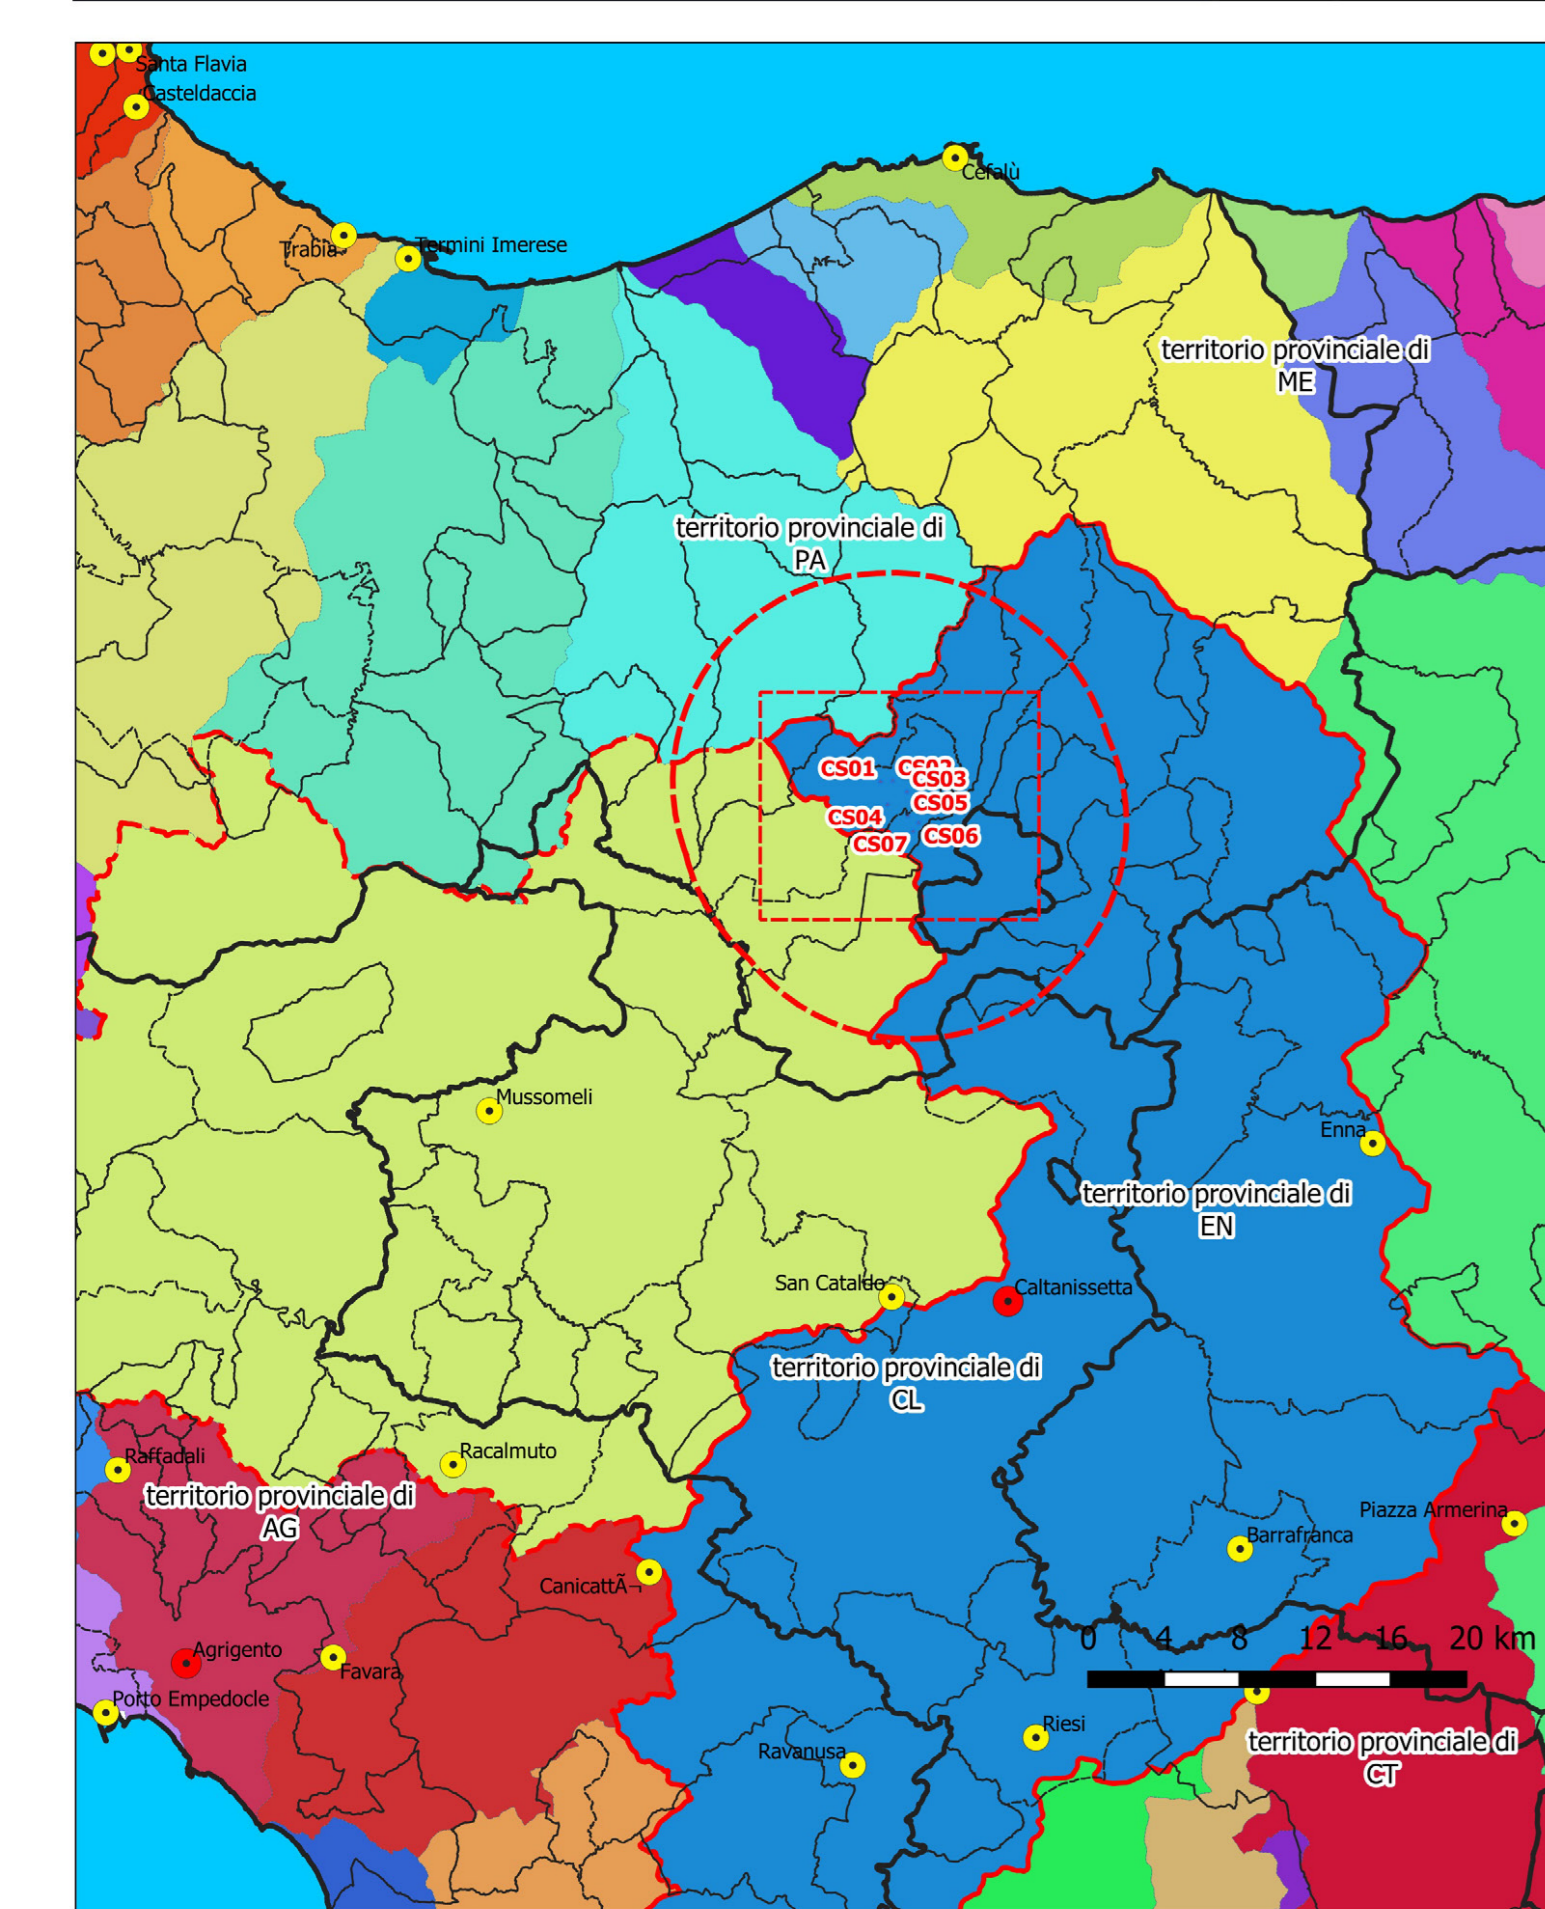 Santa Flavia
Casteldaccia
Cefalù
Trabia
Termini Imerese
territorio provinciale di
ME
territorio provinciale di
PA
CS01
CS02
CS03
CS05
CS04
CS06
CS07
Mussomeli
Enna
territorio provinciale di
EN
San Cataldo
Caltanissetta
territorio provinciale di
CL
Racalmuto
Raffadali
territorio provinciale di
AG
Piazza Armerina
Barrafranca
CanicattÃ¬
0 4 8 12 16 20 km
Agrigento
Favara
Porto Empedocle
Riesi
Ravanusa
territorio provinciale di
CT